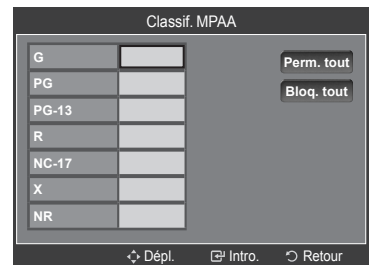 Classif. MPAA
G
Perm. tout
PG
Bloq. tout
PG-13
R
NC-17
X
NR
Dépl. Intro. Retour